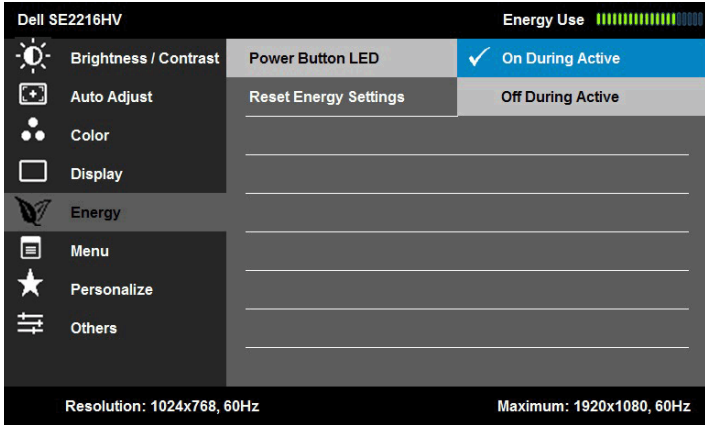 Dell SE2216HV Energy Use
Brightness / Contrast Power Button LED On During Active
Auto Adjust Reset Energy Settings Off During Active
Color
Display
Energy
Menu
Personalize
Others
Resolution: 1024x768, 60Hz Maximum: 1920x1080, 60Hz